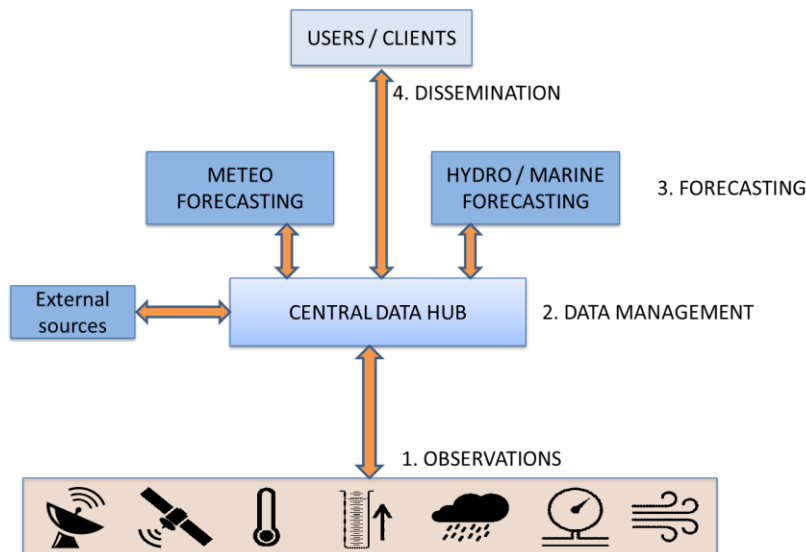 USERS / CLIENTS
4. DISSEMINATION
METEO
FORECASTING
HYDRO / MARINE
FORECASTING
3. FORECASTING
External
sources
CENTRAL DATA HUB
2. DATA MANAGEMENT
1. OBSERVATIONS